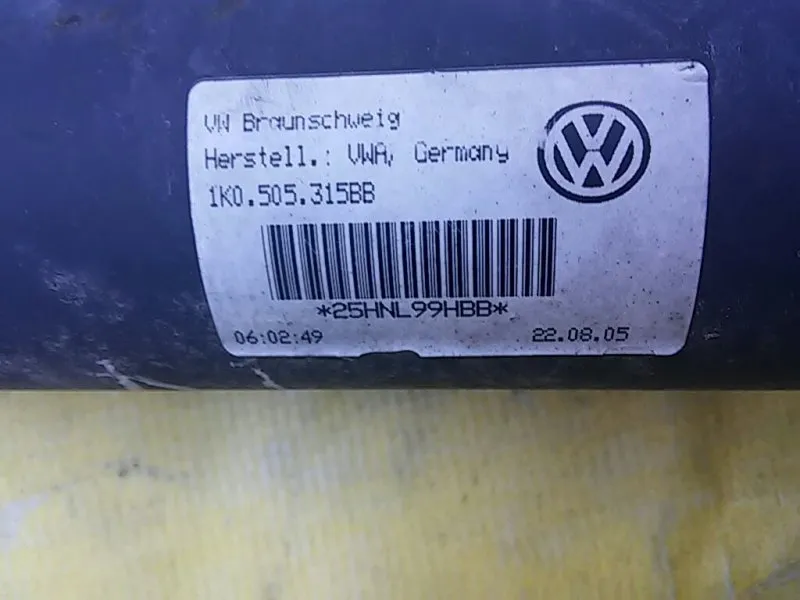 VW Braunschweig
Herstell.: VWA, Germany
1K0.505.315BB
*25HNL99HBB*
06:02:49 22.08.05